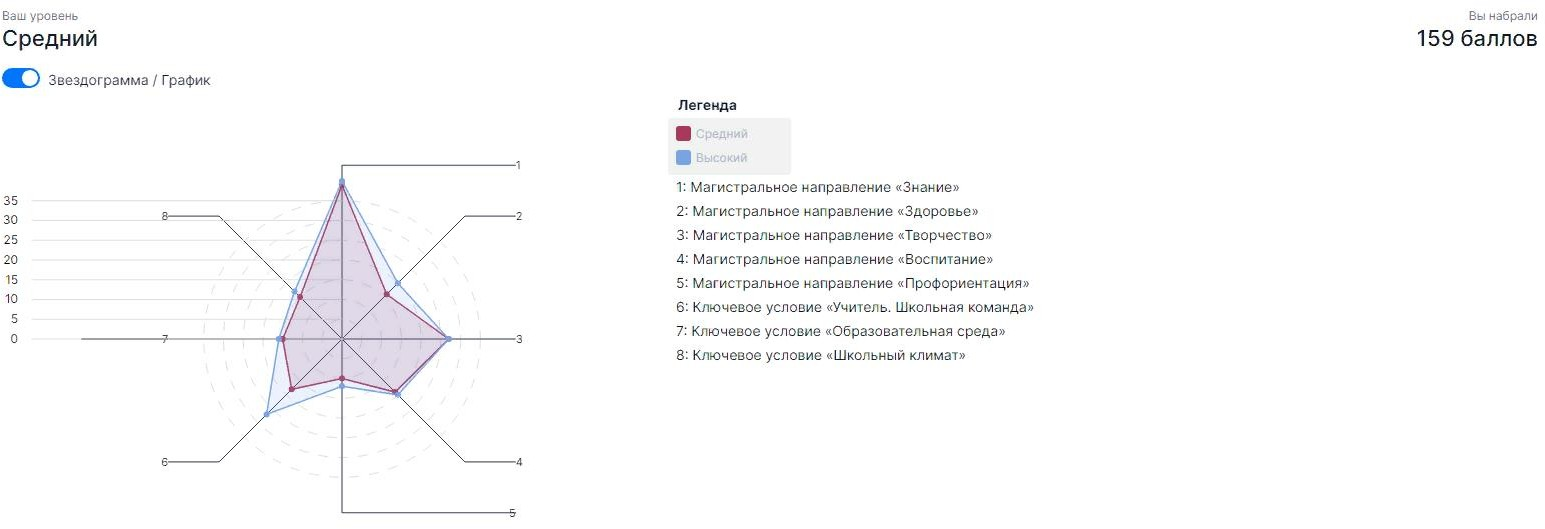 Ваш уровень
Вы набрали
Средний
159 баллов
Звездограмма / График
Легенда
Средний
Высокий
1: Магистральное направление «Знание»
2: Магистральное направление «Здоровье»
3: Магистральное направление «Творчество»
4: Магистральное направление «Воспитание»
5: Магистральное направление «Профориентация»
6: Ключевое условие «Учитель. Школьная команда»
7: Ключевое условие «Образовательная среда»
8: Ключевое условие «Школьный климат»
35
30
25
20
15
10
5
0
1
2
3
4
5
6
7
8